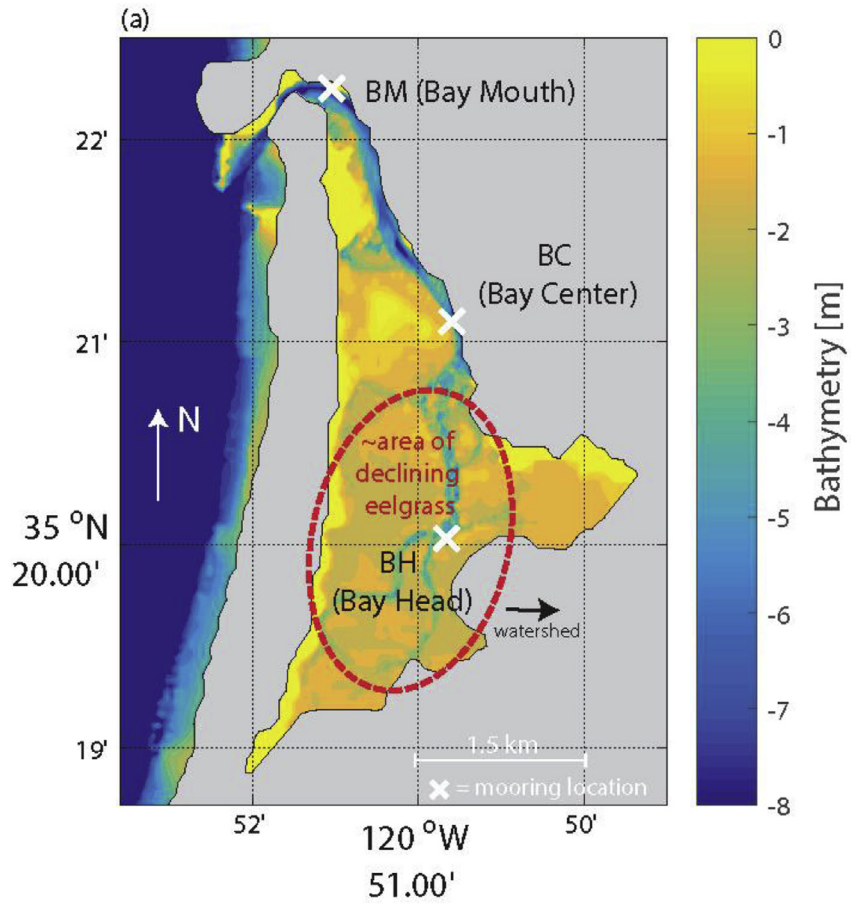 (a)
BM (Bay Mouth)
22'
BC
(Bay Center)
21'
N
~area of
declining
eelgrass
35 °N
20.00'
BH
(Bay Head)
watershed
19'
1.5 km
× = mooring location
52'
120 °W
51.00'
50'
0
-1
-2
-3
-4
-5
-6
-7
-8
Bathymetry [m]